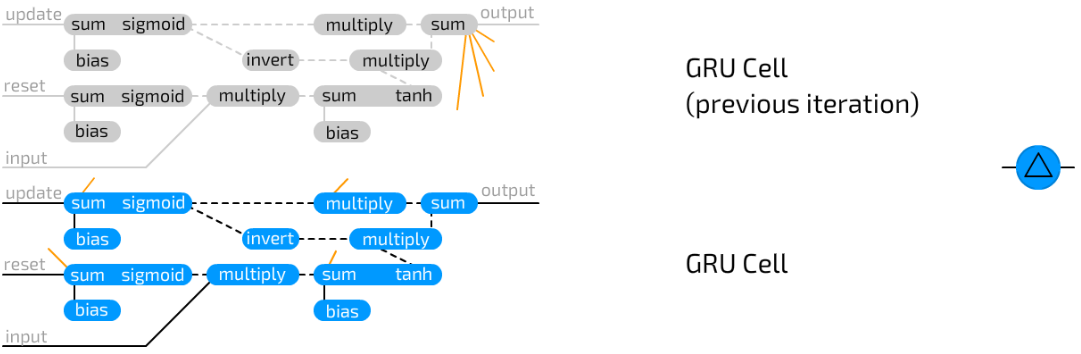 update sum sigmoid multiply sum output
bias invert multiply
reset sum sigmoid multiply sum tanh
bias bias
input
GRU Cell
(previous iteration)
update sum sigmoid multiply sum output
bias invert multiply
reset sum sigmoid multiply sum tanh
bias bias
input
GRU Cell